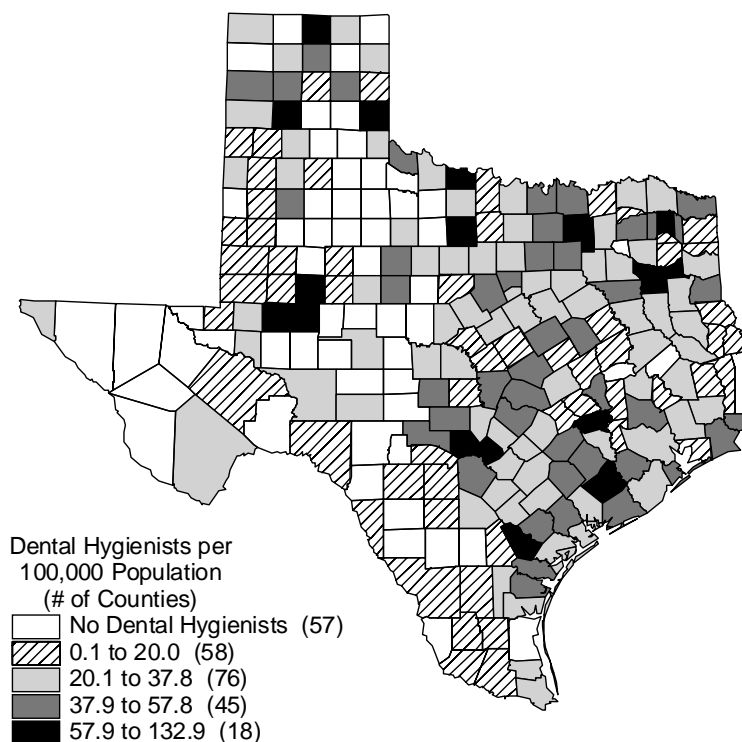 Dental Hygienists per
100,000 Population
(# of Counties)
No Dental Hygienists (57)
0.1 to 20.0 (58)
20.1 to 37.8 (76)
37.9 to 57.8 (45)
57.9 to 132.9 (18)